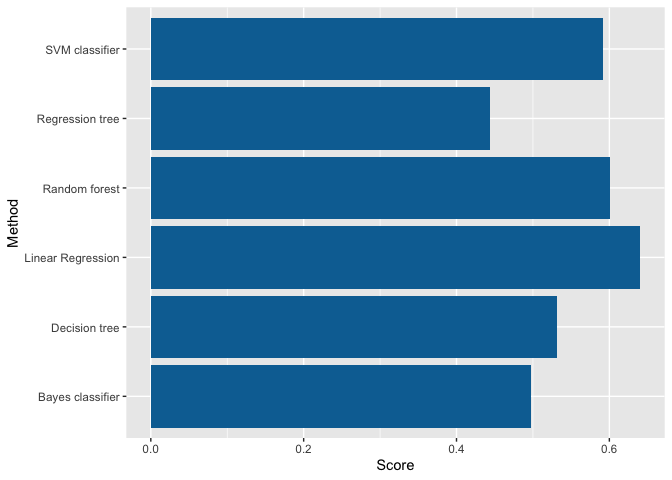 SVM classifier
Regression tree
Random forest
Linear Regression
Decision tree
Bayes classifier
Method
0.0 0.2 0.4 0.6
Score